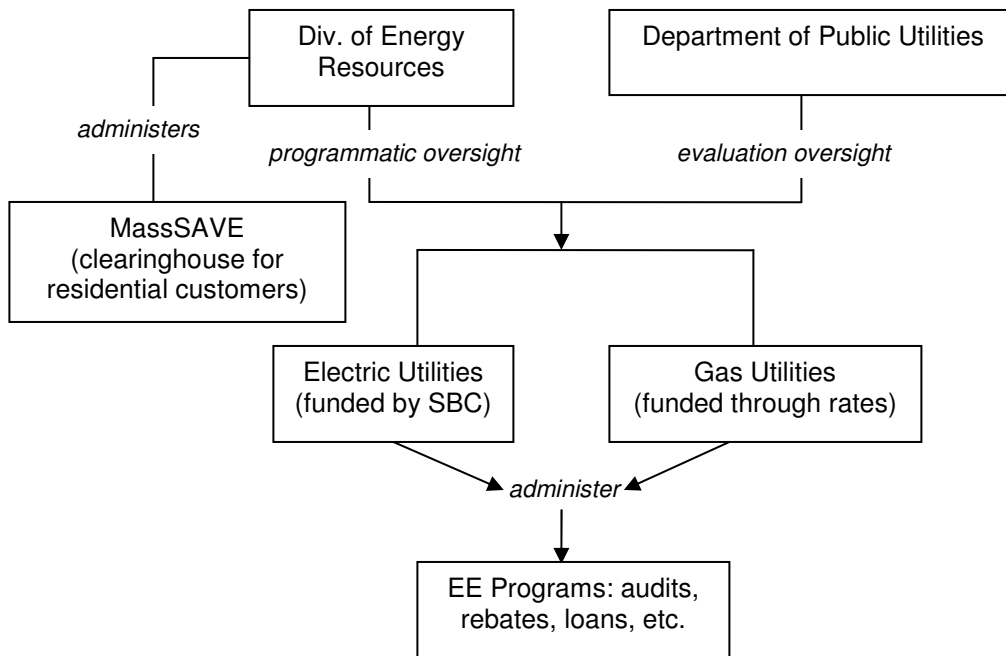 Div. of Energy
Resources
Department of Public Utilities
administers
programmatic oversight
evaluation oversight
MassSAVE
(clearinghouse for
residential customers)
Electric Utilities
(funded by SBC)
Gas Utilities
(funded through rates)
administer
EE Programs: audits,
rebates, loans, etc.